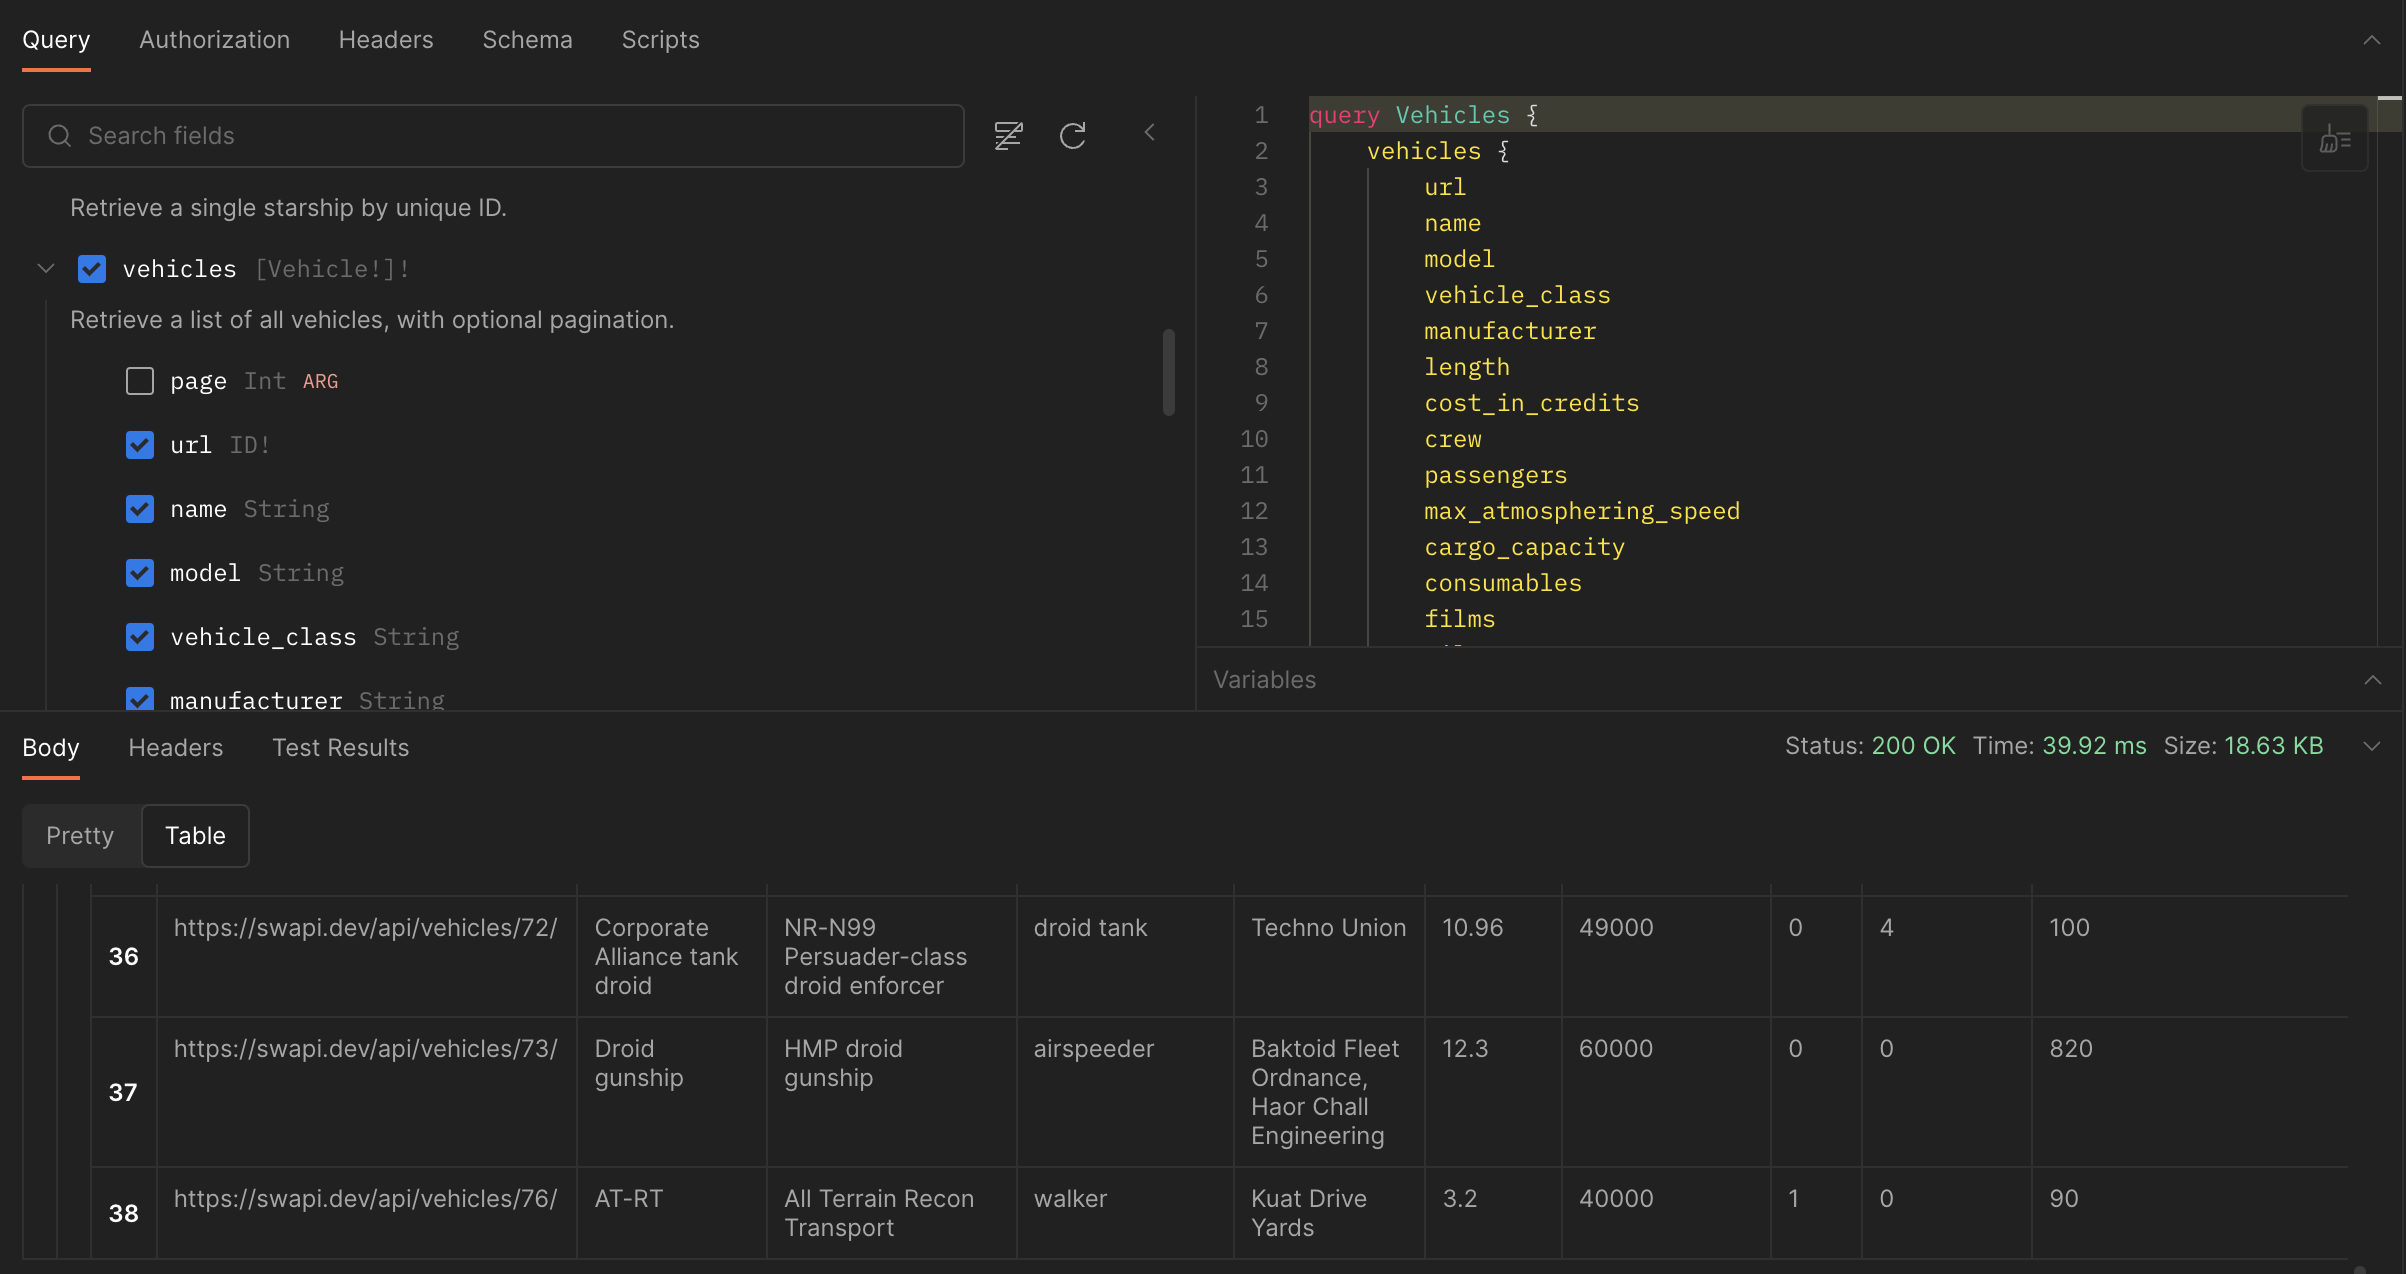 Query Authorization Headers Schema Scripts
Search fields
Retrieve a single starship by unique ID.
vehicles [Vehicle!]!
Retrieve a list of all vehicles, with optional pagination.
page Int ARG
url ID!
name String
model String
vehicle_class String
manufacturer String
1 query Vehicles {
2 vehicles {
3 url
4 name
5 model
6 vehicle_class
7 manufacturer
8 length
9 cost_in_credits
10 crew
11 passengers
12 max_atmosphering_speed
13 cargo_capacity
14 consumables
15 films
Variables
Body Headers Test Results
Status: 200 OK Time: 39.92 ms Size: 18.63 KB
Pretty Table
36
https://swapi.dev/api/vehicles/72/
Corporate
Alliance tank
droid
NR-N99
Persuader-class
droid enforcer
droid tank
Techno Union
10.96
49000
0
4
100
37
https://swapi.dev/api/vehicles/73/
Droid
gunship
HMP droid
gunship
airspeeder
Baktoid Fleet
Ordnance,
Haor Chall
Engineering
12.3
60000
0
0
820
38
https://swapi.dev/api/vehicles/76/
AT-RT
All Terrain Recon
Transport
walker
Kuat Drive
Yards
3.2
40000
1
0
90